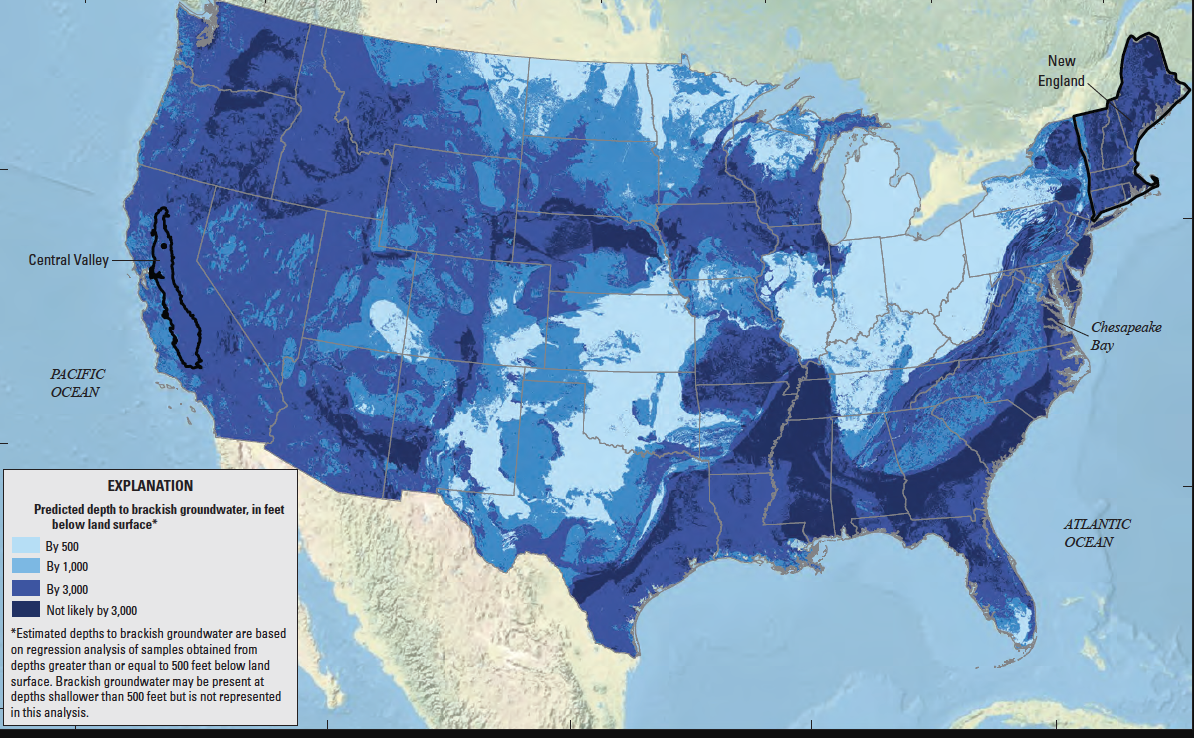 New
England
Central Valley
Chesapeake
Bay
PACIFIC
OCEAN
ATLANTIC
OCEAN
EXPLANATION
Predicted depth to brackish groundwater, in feet
below land surface*
By 500
By 1,000
By 3,000
Not likely by 3,000
*Estimated depths to brackish groundwater are based
on regression analysis of samples obtained from
depths greater than or equal to 500 feet below land
surface. Brackish groundwater may be present at
depths shallower than 500 feet but is not represented
in this analysis.